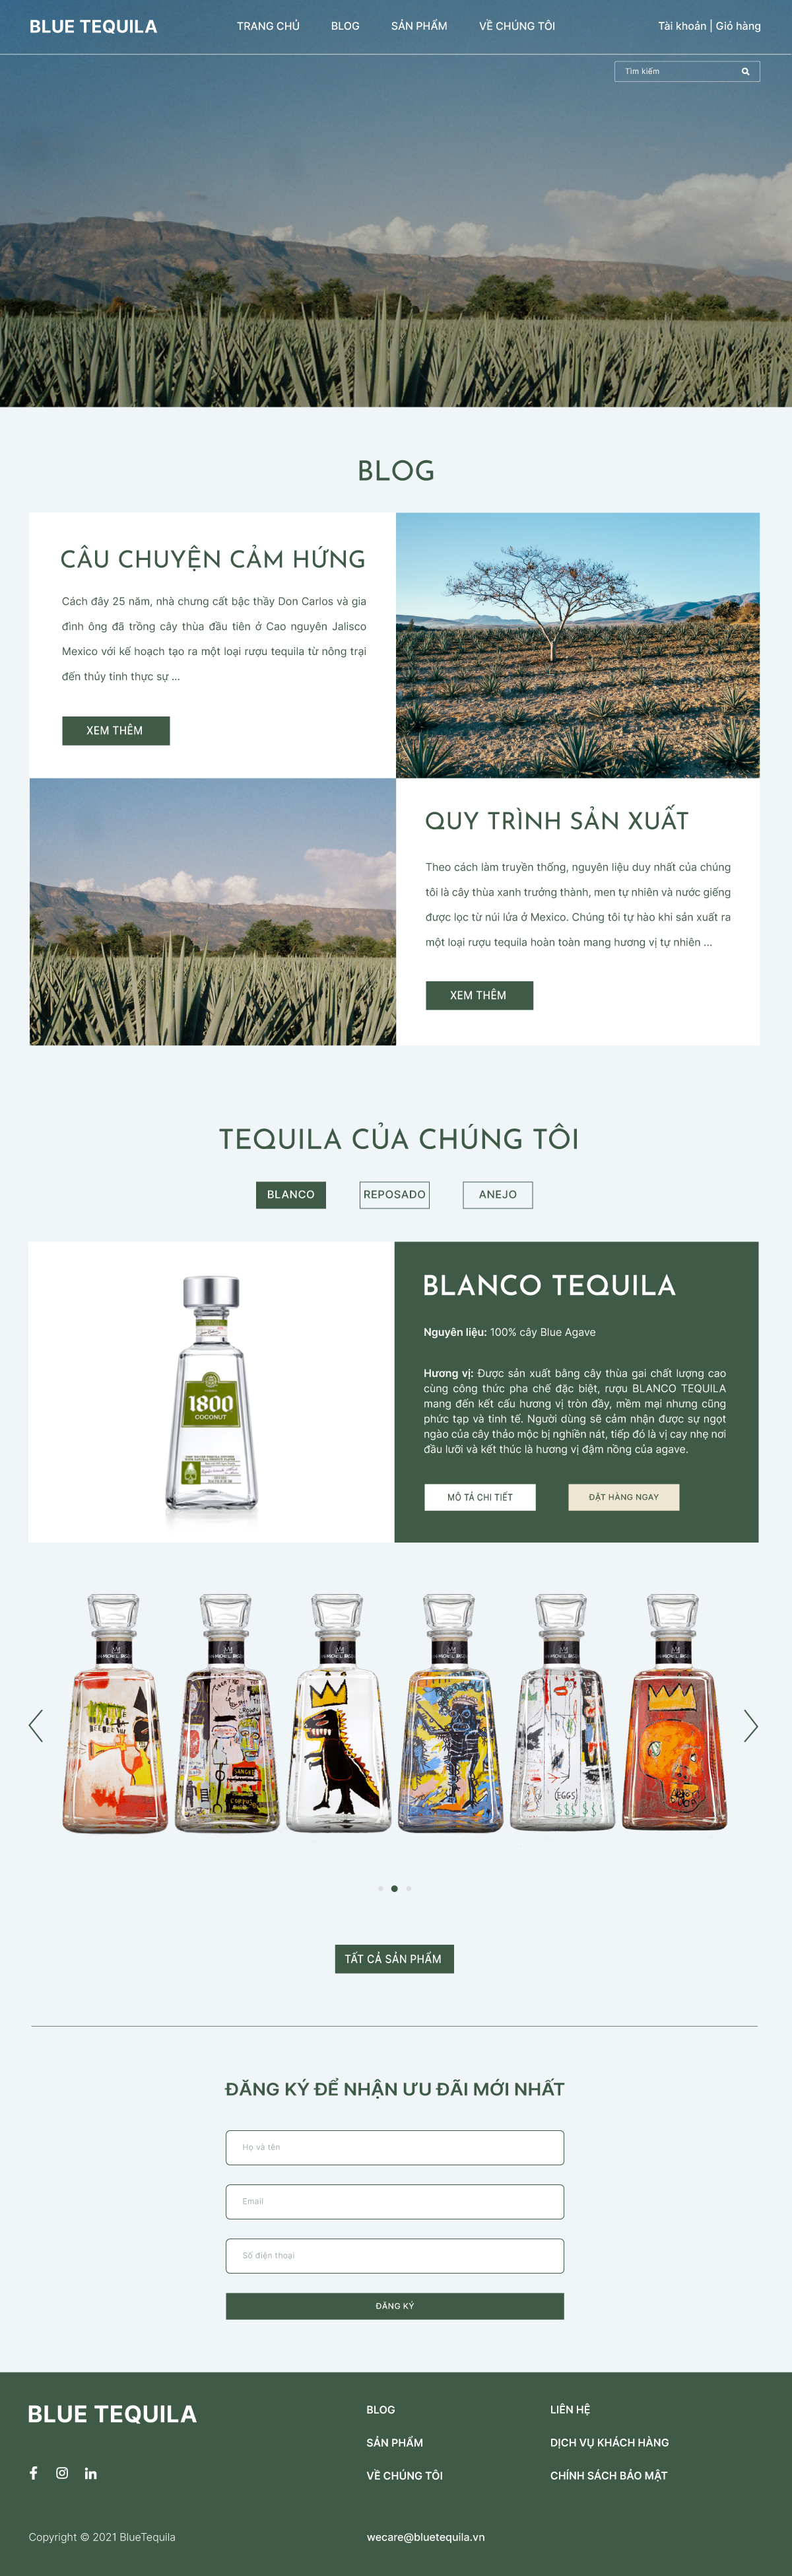 BLUE TEQUILA
TRANG CHỦ
BLOG
SẢN PHẨM
VỀ CHÚNG TÔI
Tài khoản | Giỏ hàng
Tìm kiếm
BLOG
CÂU CHUYỆN CẢM HỨNG
Cách đây 25 năm, nhà chưng cất bậc thầy Don Carlos và gia
đình ông đã trồng cây thùa đầu tiên ở Cao nguyên Jalisco
Mexico với kế hoạch tạo ra một loại rượu tequila từ nông trại
đến thủy tinh thực sự ...
XEM THÊM
QUY TRÌNH SẢN XUẤT
Theo cách làm truyền thống, nguyên liệu duy nhất của chúng
tôi là cây thùa xanh trưởng thành, men tự nhiên và nước giếng
được lọc từ núi lửa ở Mexico. Chúng tôi tự hào khi sản xuất ra
một loại rượu tequila hoàn toàn mang hương vị tự nhiên ...
XEM THÊM
TEQUILA CỦA CHÚNG TÔI
BLANCO
REPOSADO
ANEJO
1800
COCONUT
BLANCO TEQUILA
Nguyên liệu: 100% cây Blue Agave
Hương vị: Được sản xuất bằng cây thùa gai chất lượng cao
cùng công thức pha chế đặc biệt, rượu BLANCO TEQUILA
mang đến kết cấu hương vị tròn đầy, mềm mại nhưng cũng
phức tạp và tinh tế. Người dùng sẽ cảm nhận được sự ngọt
ngào của cây thảo mộc bị nghiền nát, tiếp đó là vị cay nhẹ nơi
đầu lưỡi và kết thúc là hương vị đậm nồng của agave.
MÔ TẢ CHI TIẾT
ĐẶT HÀNG NGAY
SANGRE
CORPUS
(EGGS)
$$$ $ $
TẤT CẢ SẢN PHẨM
ĐĂNG KÝ ĐỂ NHẬN ƯU ĐÃI MỚI NHẤT
Họ và tên
Email
Số điện thoại
ĐĂNG KÝ
BLUE TEQUILA
BLOG
SẢN PHẨM
VỀ CHÚNG TÔI
LIÊN HỆ
DỊCH VỤ KHÁCH HÀNG
CHÍNH SÁCH BẢO MẬT
Copyright © 2021 BlueTequila
wecare@bluetequila.vn